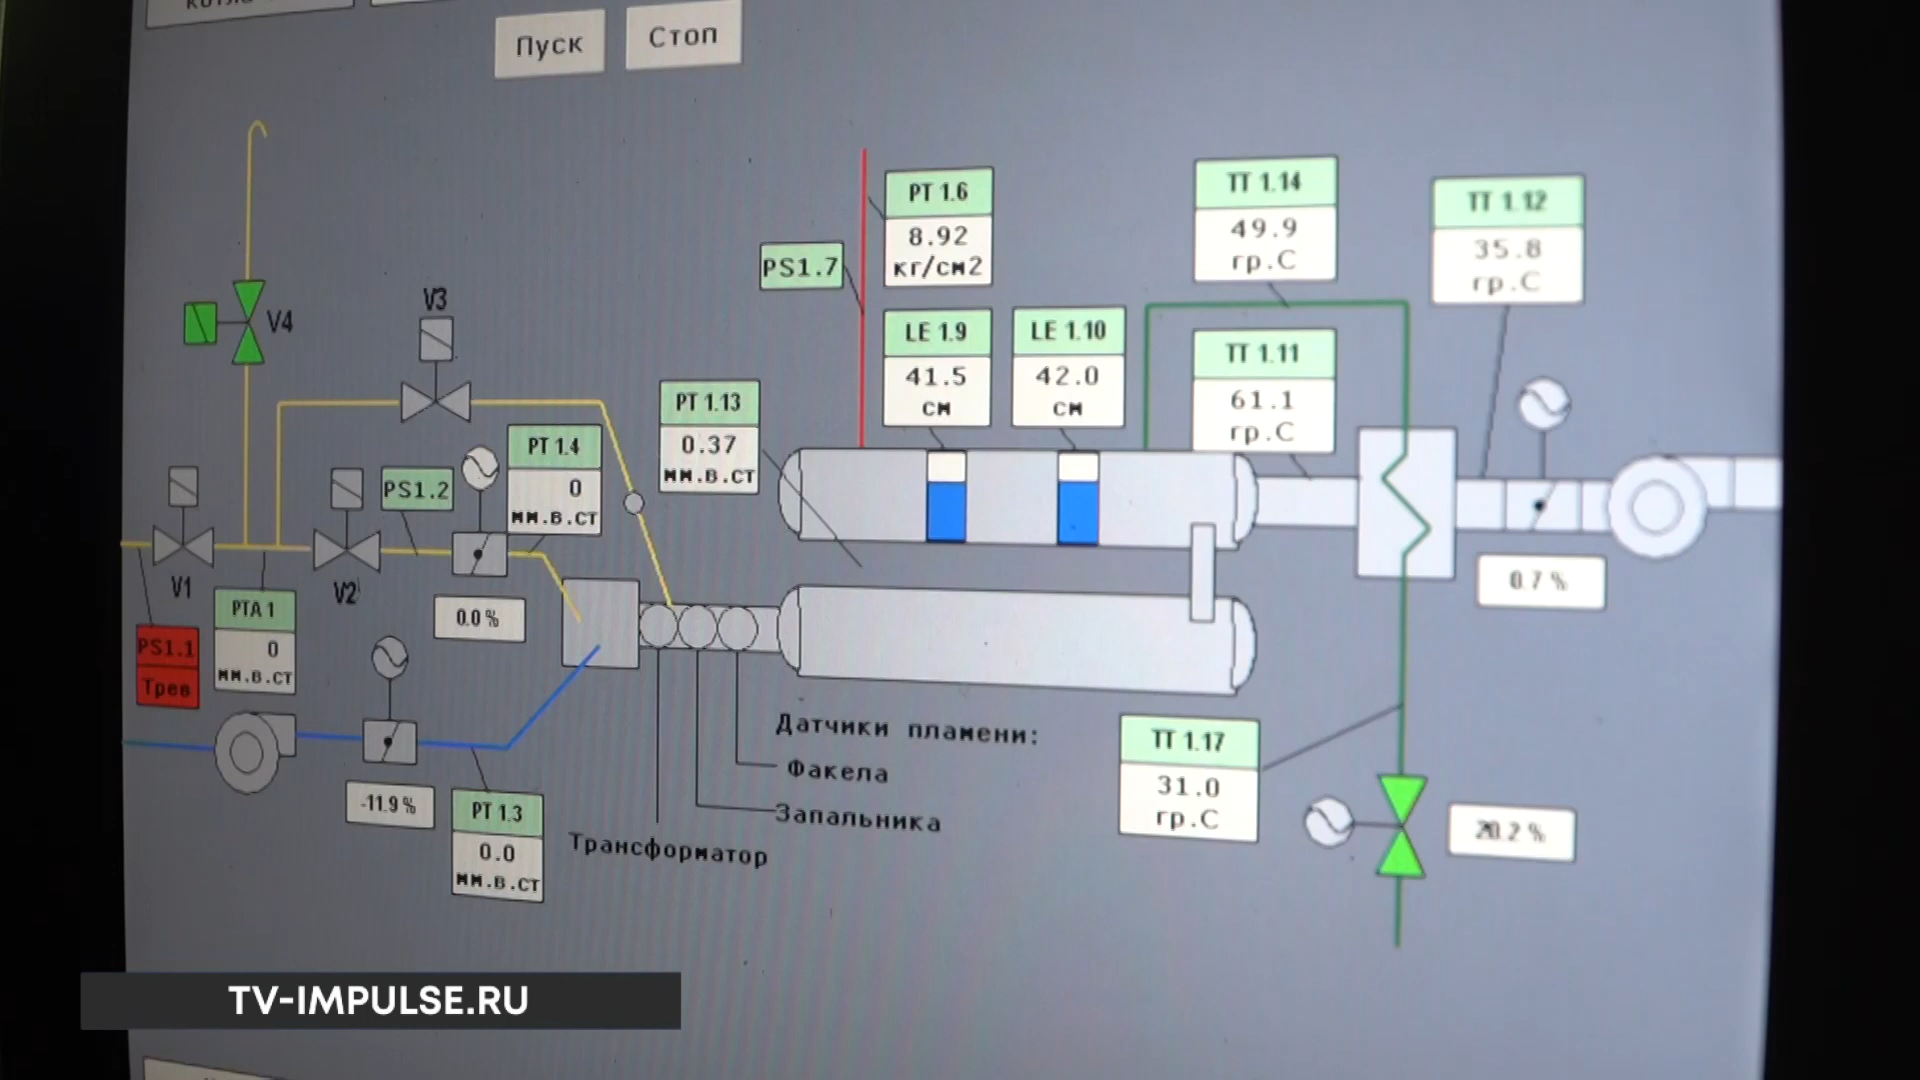 Пуск
Стоп
PT 1.6
8.92
кг/см2
PS1.7
TT 1.14
49.9
гр.С
TT 1.12
35.8
гр.С
V4
V3
LE 1.9
41.5
см
LE 1.10
42.0
см
TT 1.11
61.1
гр.С
PT 1.13
0.37
мм.в.ст
PT 1.4
0
мм.в.ст
PS1.2
V1
V2
0.0 %
0.7 %
PTA 1
0
мм.в.ст
PS1.1
Трев
-11.9 %
PT 1.3
0.0
мм.в.ст
Датчики пламени:
Факела
Запальника
Трансформатор
TT 1.17
31.0
гр.С
20.2 %
TV-IMPULSE.RU